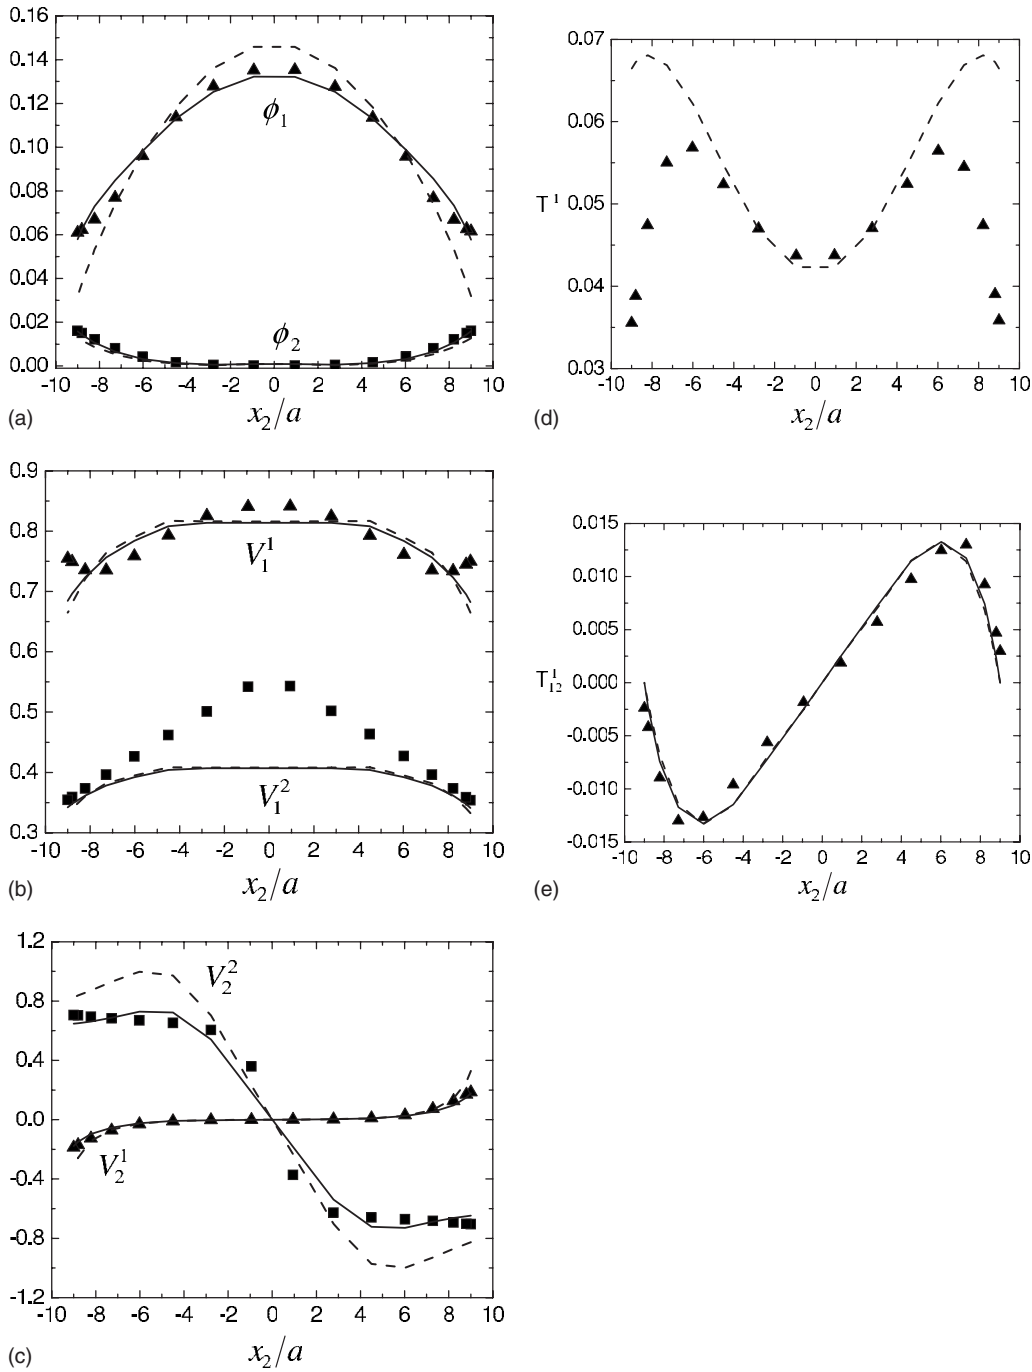 0.16
0.14
0.12
0.10
0.08
0.06
0.04
0.02
0.00
ϕ₁
ϕ₂
-10 -8 -6 -4 -2 0 2 4 6 8 10
x₂/a
(a)
0.07
0.06
0.05
0.04
0.03
T¹
-10 -8 -6 -4 -2 0 2 4 6 8 10
x₂/a
(d)
0.9
0.8
0.7
0.6
0.5
0.4
0.3
V₁¹
V₁²
-10 -8 -6 -4 -2 0 2 4 6 8 10
x₂/a
(b)
0.015
0.010
0.005
0.000
-0.005
-0.010
-0.015
T₁₂¹
-10 -8 -6 -4 -2 0 2 4 6 8 10
x₂/a
(e)
1.2
0.8
0.4
0.0
-0.4
-0.8
-1.2
V₂²
V₂¹
-10 -8 -6 -4 -2 0 2 4 6 8 10
x₂/a
(c)